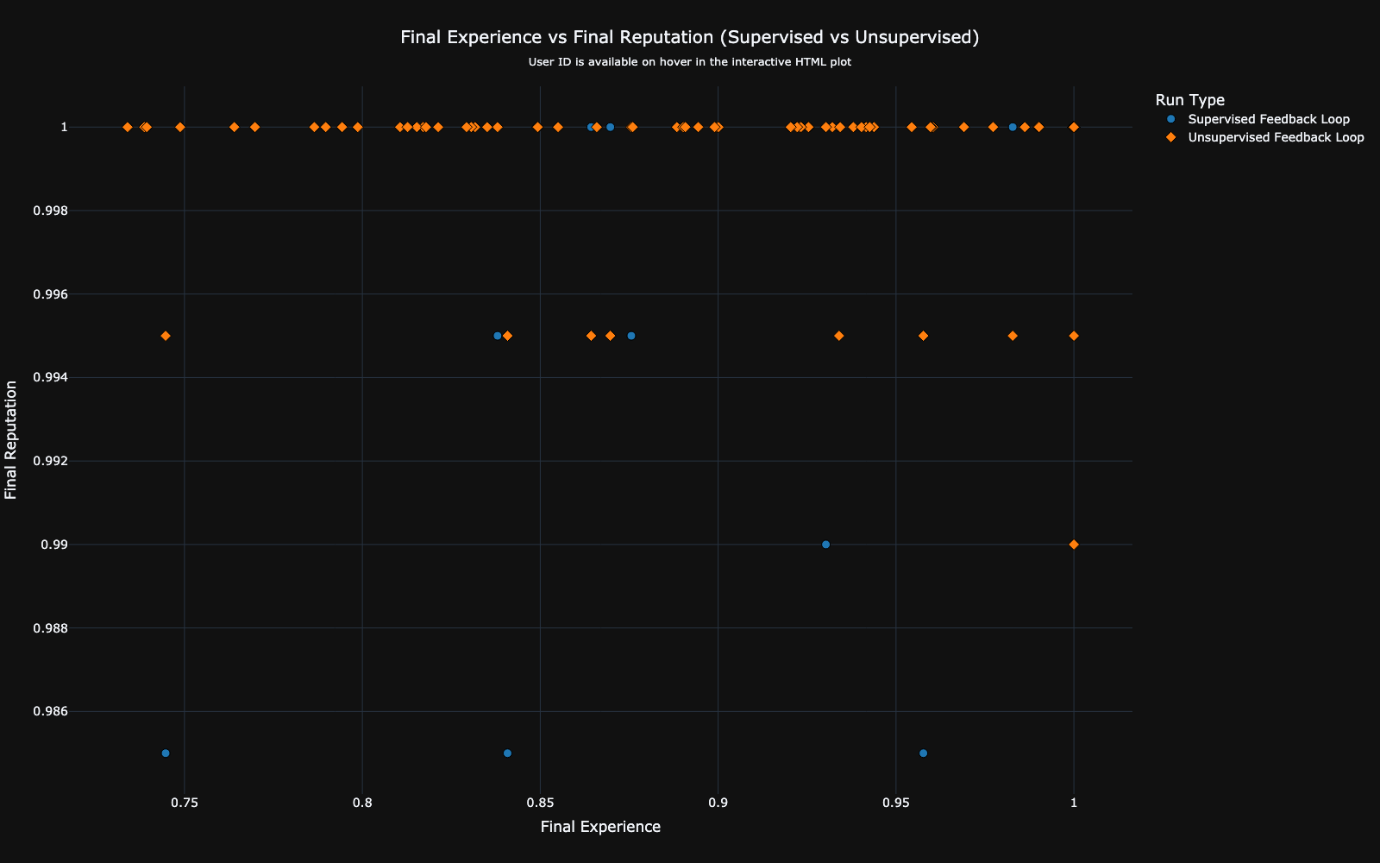 Final Experience vs Final Reputation (Supervised vs Unsupervised)
User ID is available on hover in the interactive HTML plot
Run Type
Supervised Feedback Loop
Unsupervised Feedback Loop
Final Reputation
1
0.998
0.996
0.994
0.992
0.99
0.988
0.986
0.75 0.8 0.85 0.9 0.95 1
Final Experience